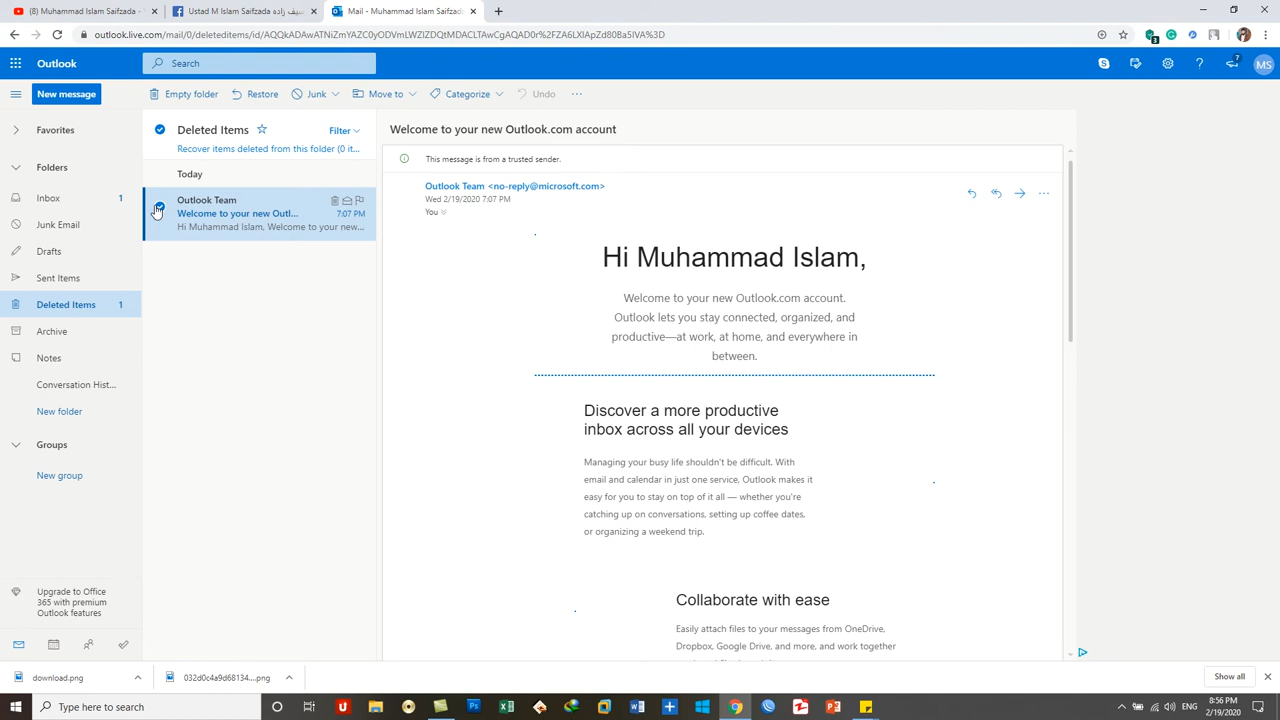 (8) Muhammad Islam Saifzada -
Ustad M Islam Saifzada سیف زاده
Mail - Muhammad Islam Saifzada
outlook.live.com/mail/0/deleteditems/id/
Outlook
Search
7
MS
New message
Empty folder
Restore
Junk
Move to
Categorize
Undo
Favorites
Folders
Inbox 1
Junk Email
Drafts
Sent Items
Deleted Items 1
Archive
Notes
Conversation Hist...
New folder
Groups
New group
Upgrade to Office
365 with premium
Outlook features
Deleted Items
Filter
Recover items deleted from this folder (0 it...
Today
Outlook Team
Welcome to your new Outl... 7:07 PM
Hi Muhammad Islam, Welcome to your new...
Welcome to your new Outlook.com account
This message is from a trusted sender.
Outlook Team <no-reply@microsoft.com>
Wed 2/19/2020 7:07 PM
You
Hi Muhammad Islam,
Welcome to your new Outlook.com account.
Outlook lets you stay connected, organized, and
productive—at work, at home, and everywhere in
between.
Discover a more productive
inbox across all your devices
Managing your busy life shouldn't be difficult. With
email and calendar in just one service, Outlook makes it
easy for you to stay on top of it all — whether you're
catching up on conversations, setting up coffee dates,
or organizing a weekend trip.
Collaborate with ease
Easily attach files to your messages from OneDrive,
Dropbox, Google Drive, and more, and work together
download.png
032d0c4a9d68134....png
Show all
Type here to search
8:56 PM
2/19/2020